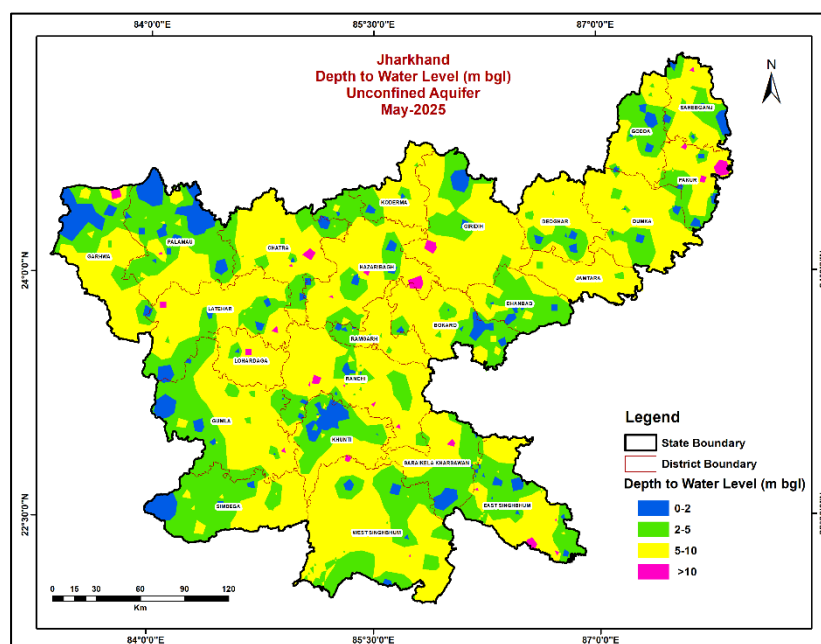 84°0'0"E
85°30'0"E
87°0'0"E
Jharkhand
Depth to Water Level (m bgl)
Unconfined Aquifer
May-2025
N
SAHEBGANJ
GODDA
PAKUR
KODERMA
DEOGHAR
DUMKA
GIRIDIH
PALAMAU
CHATRA
GARHWA
HAZARIBAGH
JAMTARA
24°0'0"N
LATEHAR
DHANBAD
BOKARO
RAMGARH
LOHARDAGA
RANCHI
GUMLA
KHUNTI
SARAIKELA KHARSAWAN
SIMDEGA
EAST SINGHBHUM
WEST SINGHBHUM
22°30'0"N
Legend
State Boundary
District Boundary
Depth to Water Level (m bgl)
0-2
2-5
5-10
>10
0 15 30 60 90 120
Km
84°0'0"E
85°30'0"E
87°0'0"E